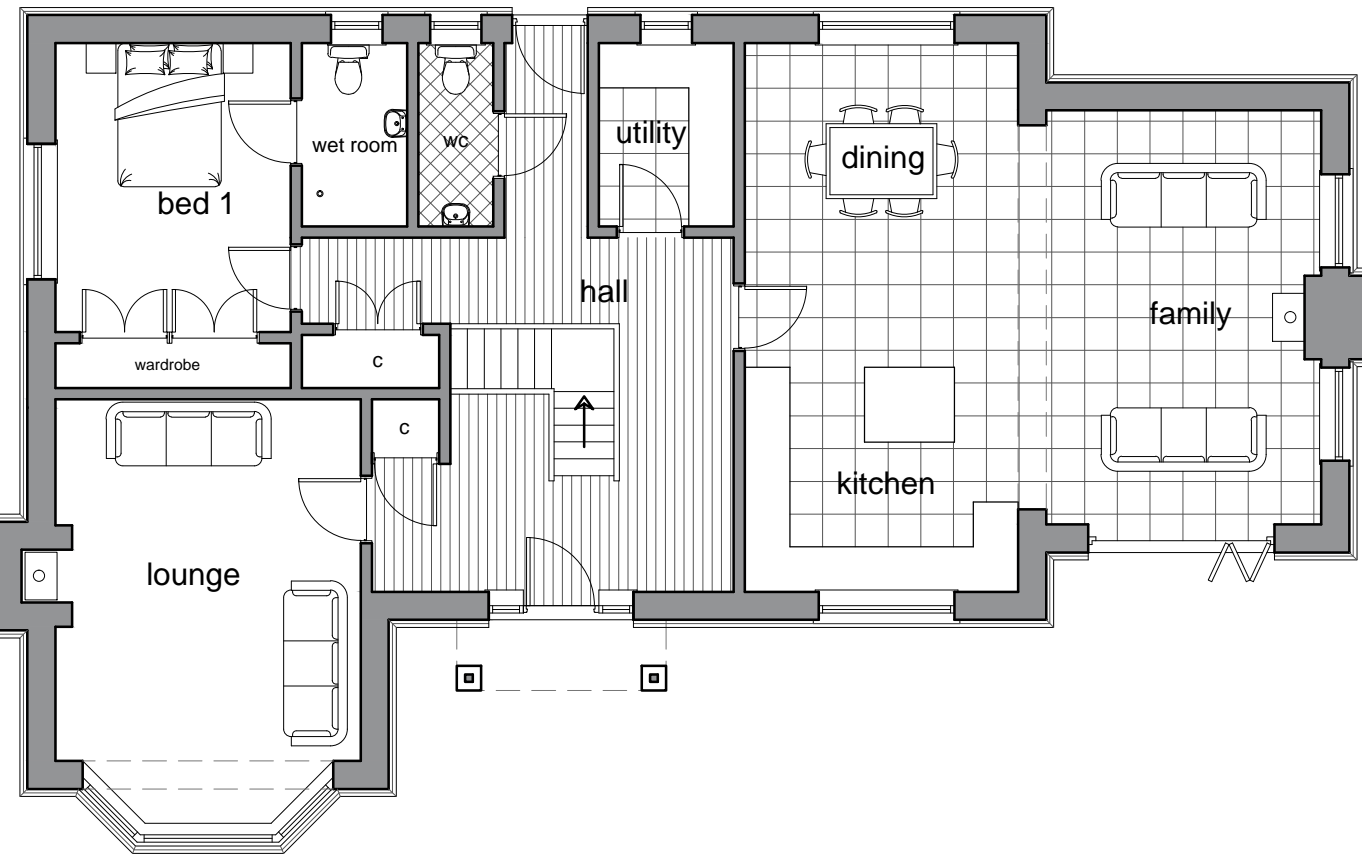 utility
dining
wet room
wc
bed 1
hall
family
wardrobe
c
c
kitchen
lounge